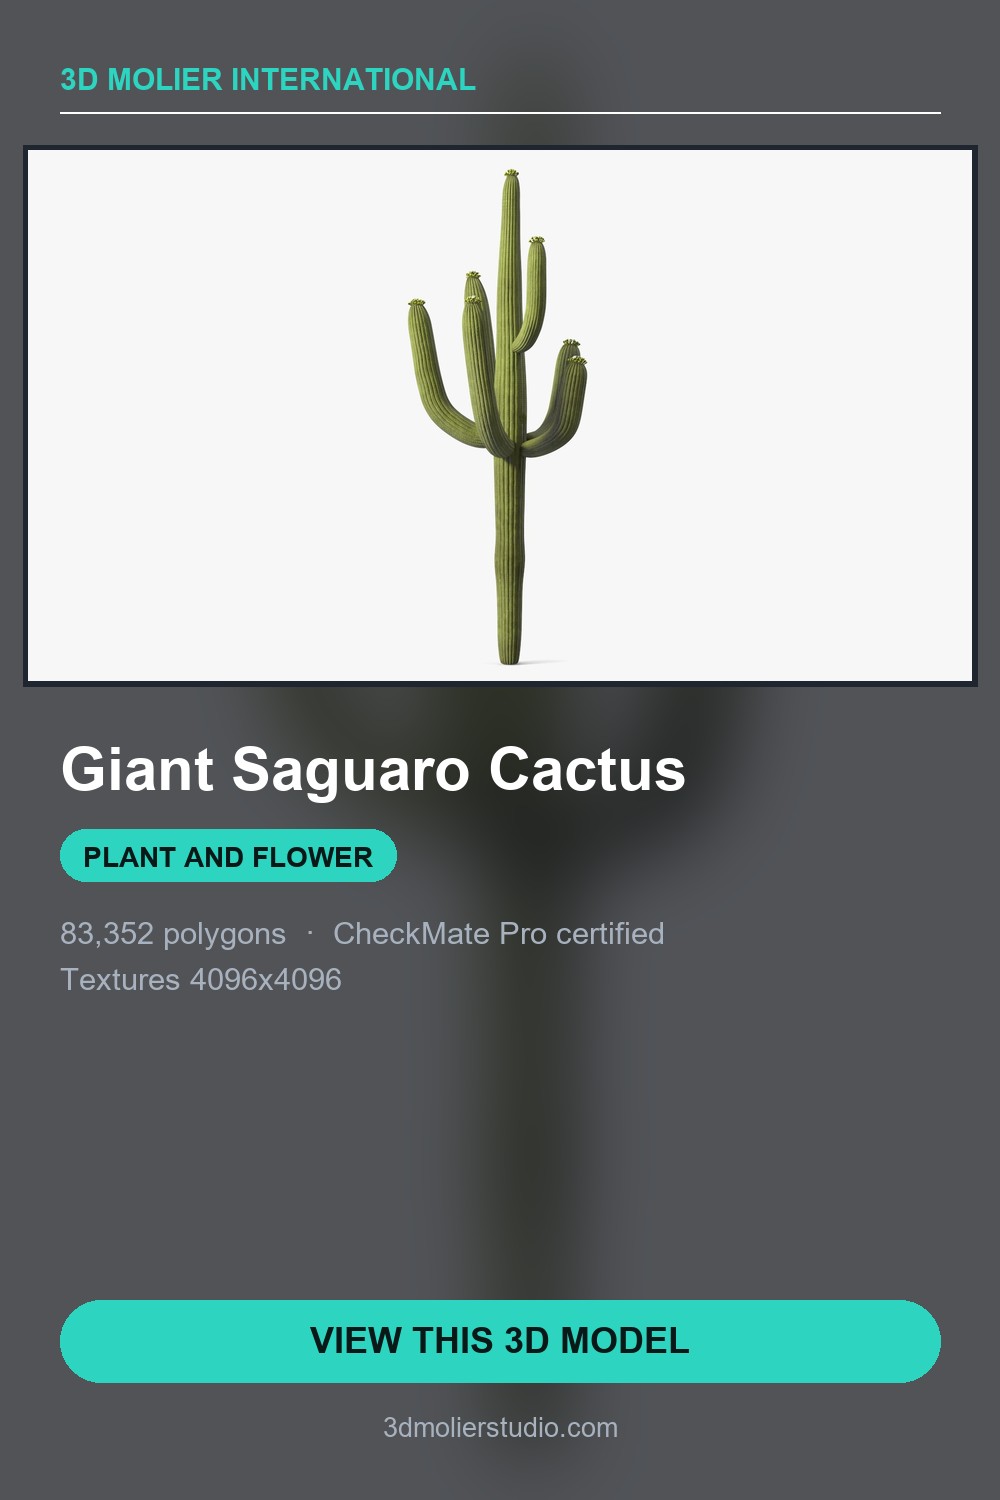 3D MOLIER INTERNATIONAL
Giant Saguaro Cactus
PLANT AND FLOWER
83,352 polygons · CheckMate Pro certified
Textures 4096x4096
VIEW THIS 3D MODEL
3dmolierstudio.com